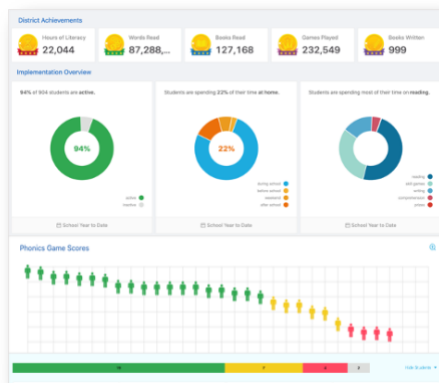 District Achievements
Hours of Literacy
22,044
Words Read
87,288,...
Books Read
127,168
Games Played
232,549
Books Written
999
Implementation Overview
94% of 934 students are active.
94%
active
inactive
School Year to Date
Students are spending 22% of their time at home.
22%
during school
before school
weekend
after school
School Year to Date
Students are spending most of their time on reading.
reading
skill games
writing
comprehension
School Year to Date
Phonics Game Scores